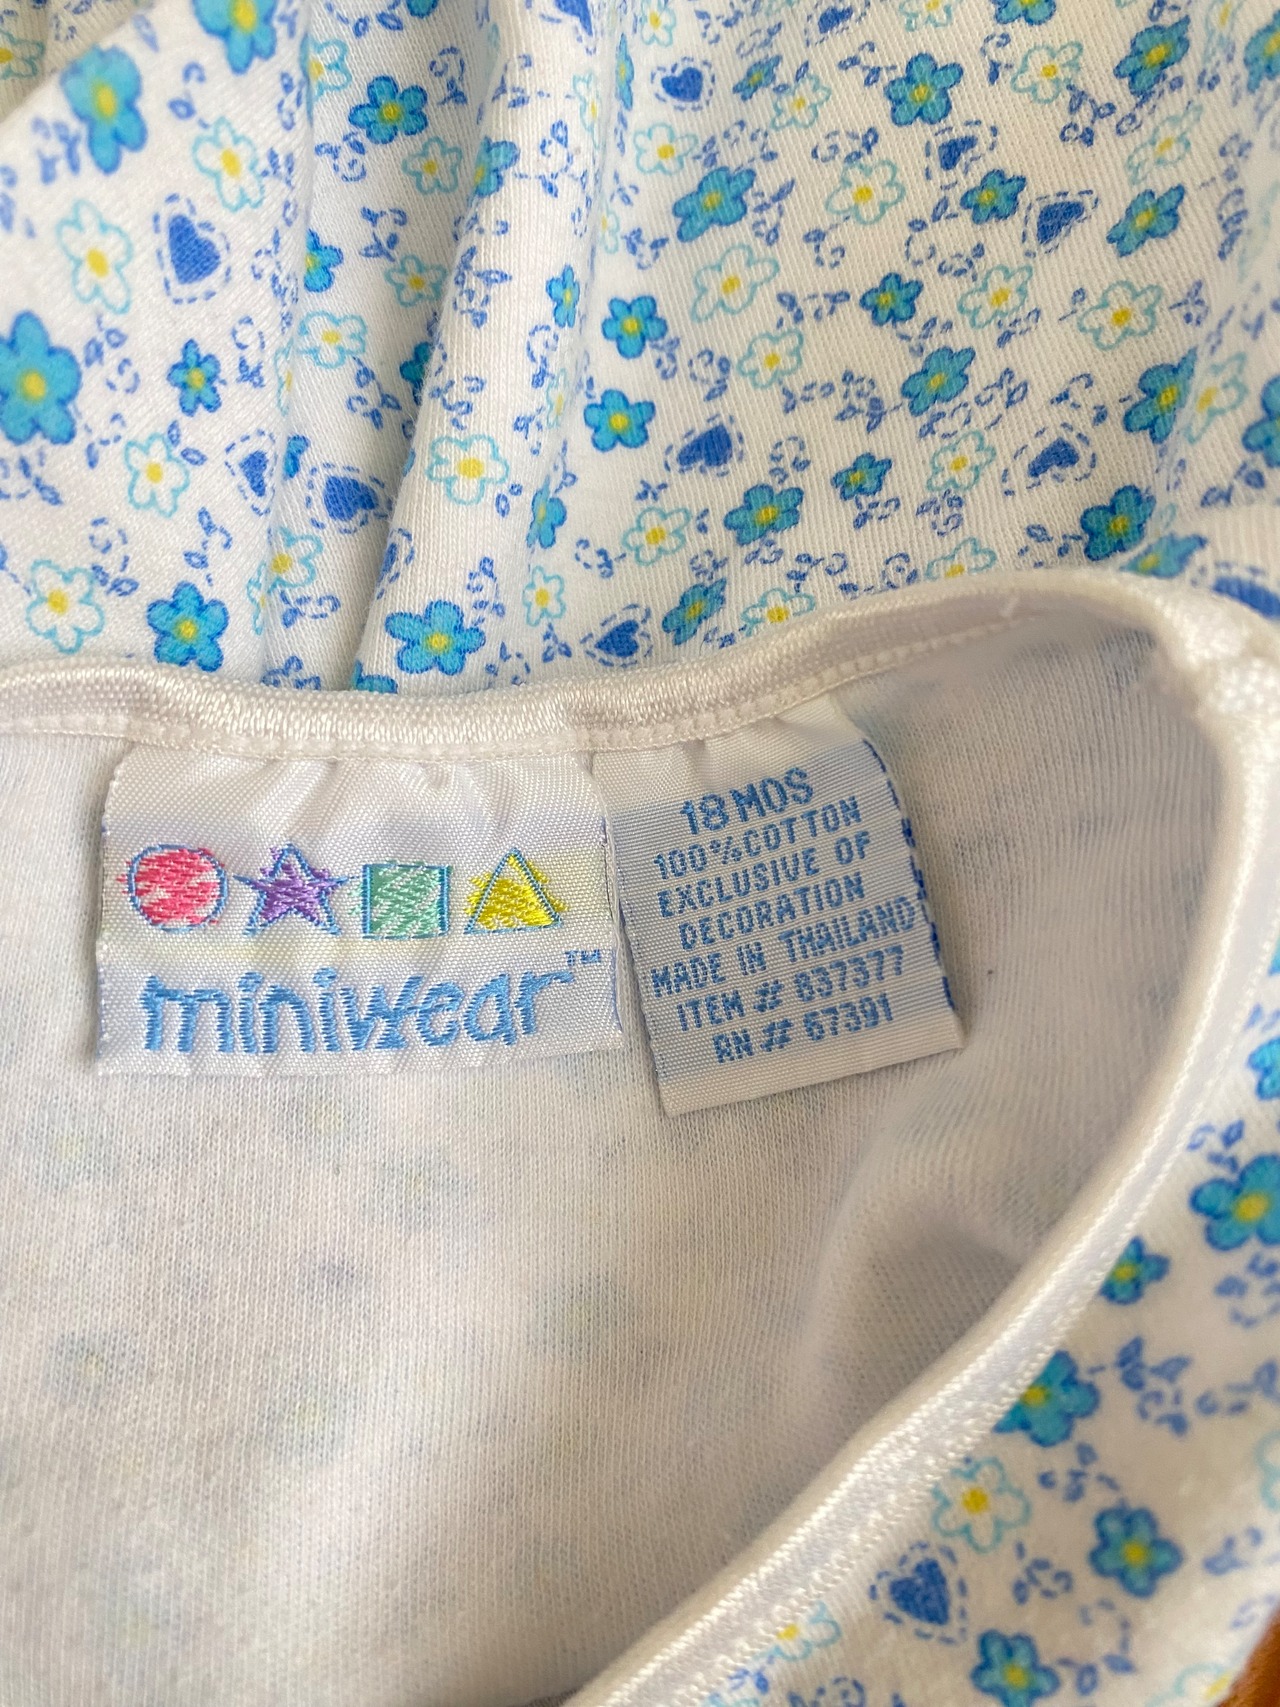 miniwear™
18 MOS
100% COTTON
EXCLUSIVE OF
DECORATION
MADE IN THAILAND
ITEM # 837377
RN # 67391